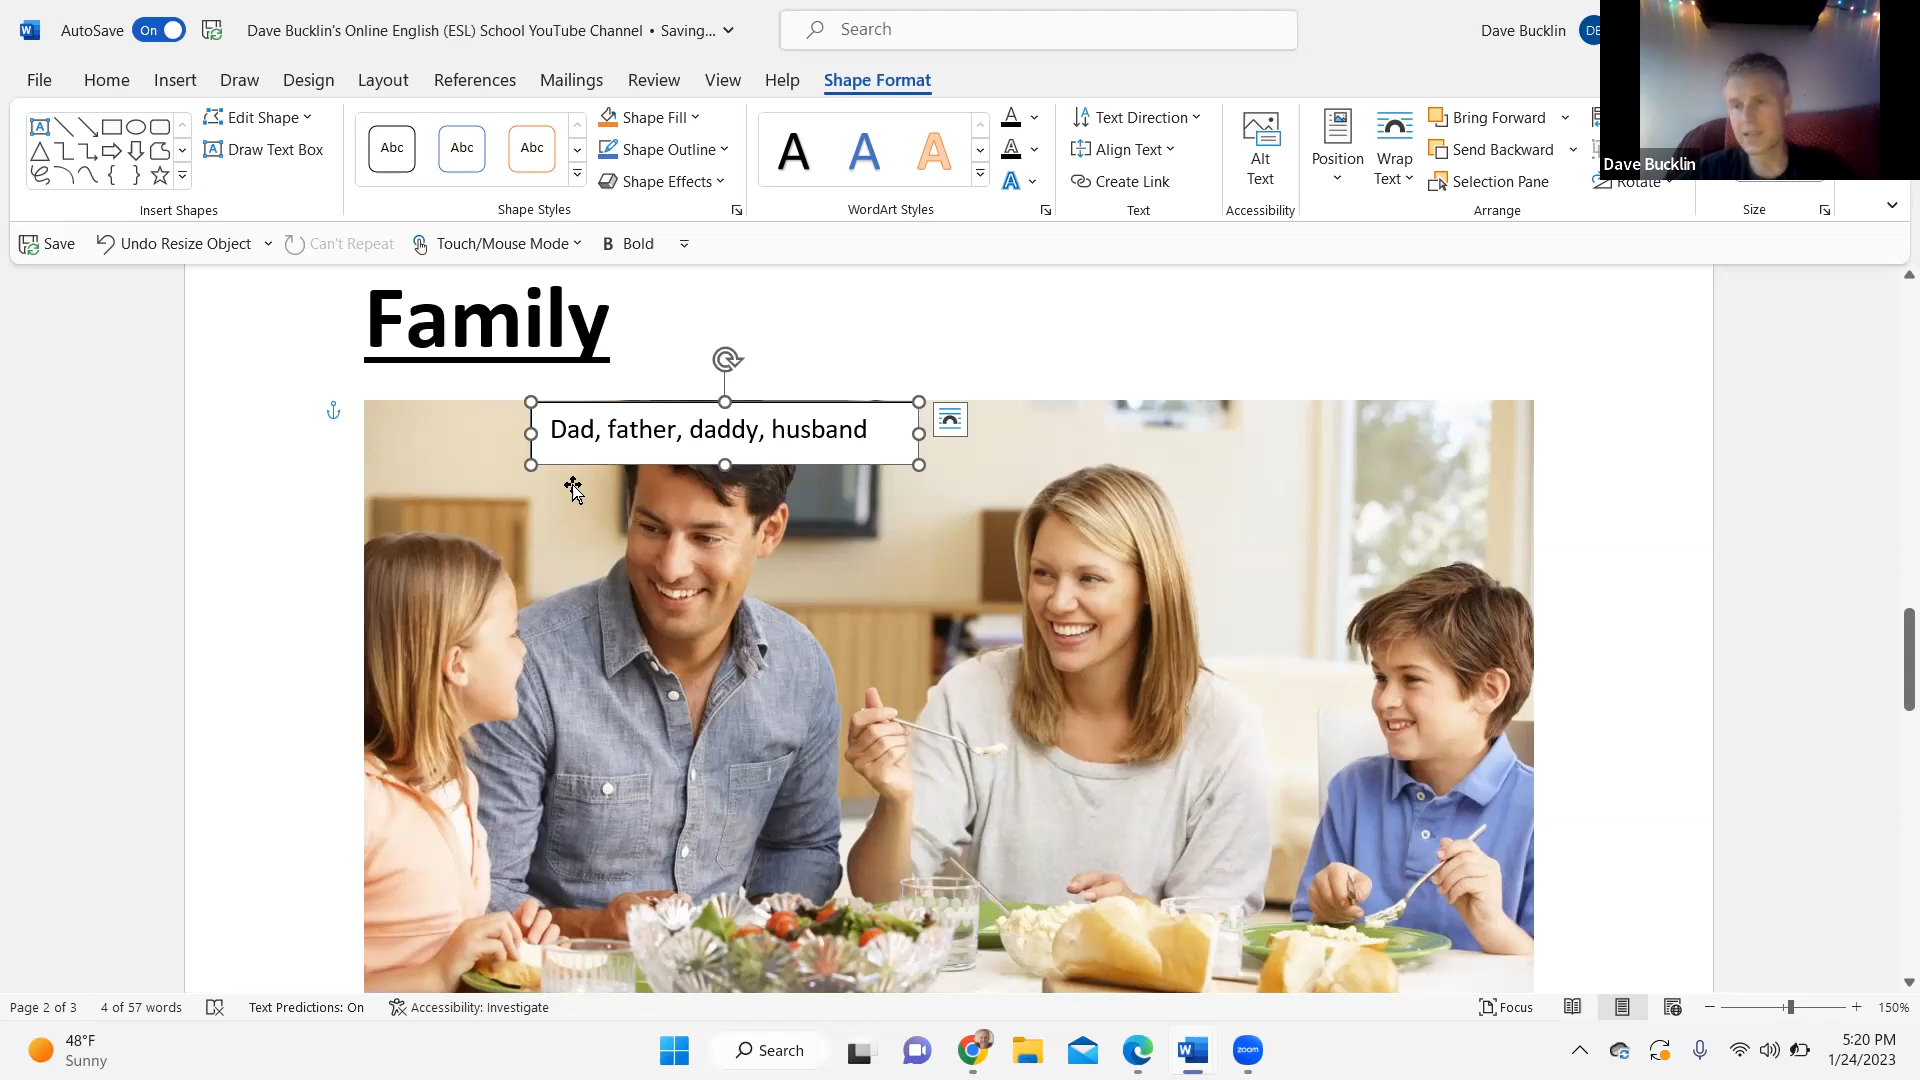 AutoSave On Dave Bucklin's Online English (ESL) School YouTube Channel • Saving... Search Dave Bucklin
File Home Insert Draw Design Layout References Mailings Review View Help Shape Format
Edit Shape
Draw Text Box
Insert Shapes
Abc Abc Abc
Shape Fill
Shape Outline
Shape Effects
Shape Styles
A A A
WordArt Styles
Text Direction
Align Text
Create Link
Text
Alt
Text
Accessibility
Position
Wrap
Text
Bring Forward
Send Backward
Selection Pane
Rotate
Arrange
Size
Dave Bucklin
Save Undo Resize Object Can't Repeat Touch/Mouse Mode B Bold
Family
Dad, father, daddy, husband
Page 2 of 3 4 of 57 words Text Predictions: On Accessibility: Investigate Focus 150%
48°F
Sunny
Search
zoom
5:20 PM
1/24/2023